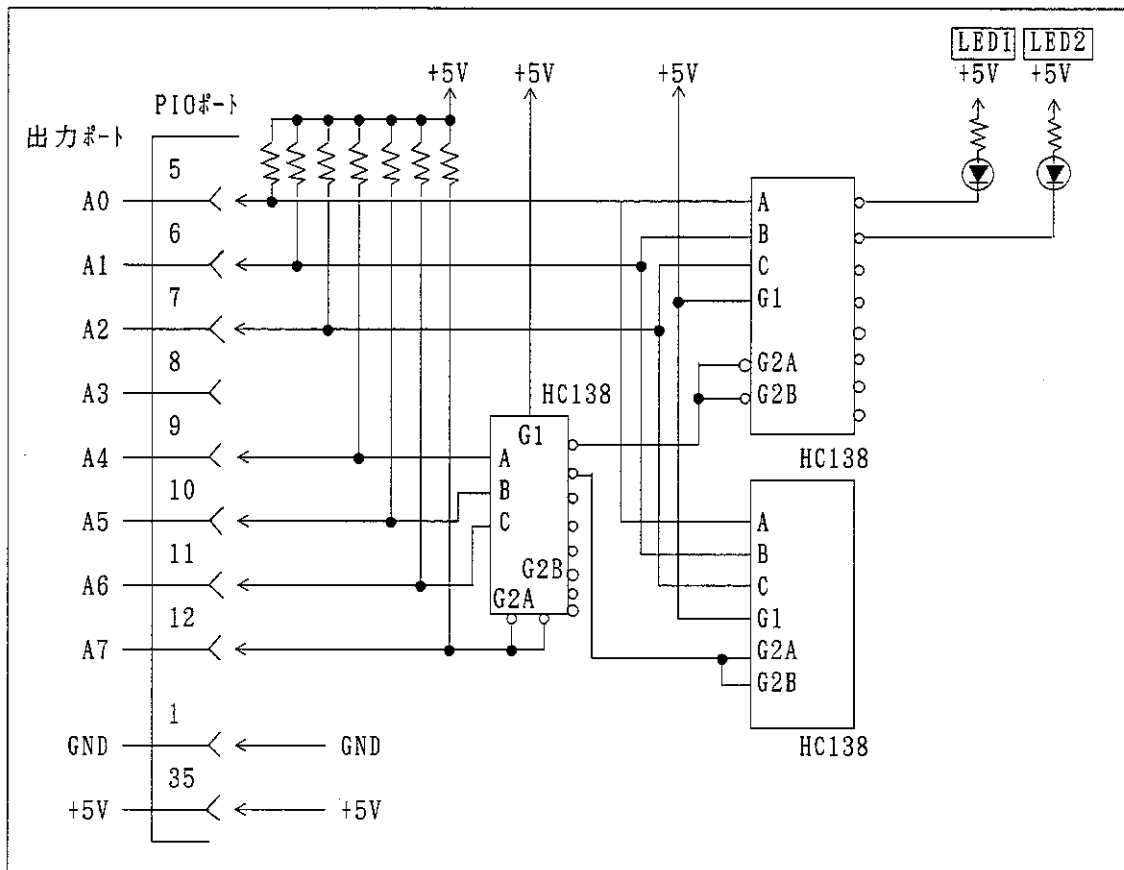 LED1 LED2
+5V +5V +5V +5V +5V
PIOポート
出力ポート
5
A0
6
A1
7
A2
8
A3
9
A4
10
A5
11
A6
12
A7
1
GND GND
35
+5V +5V
HC138
G1
A
B
C
G2B
G2A
A
B
C
G1
G2A
G2B
HC138
A
B
C
G1
G2A
G2B
HC138